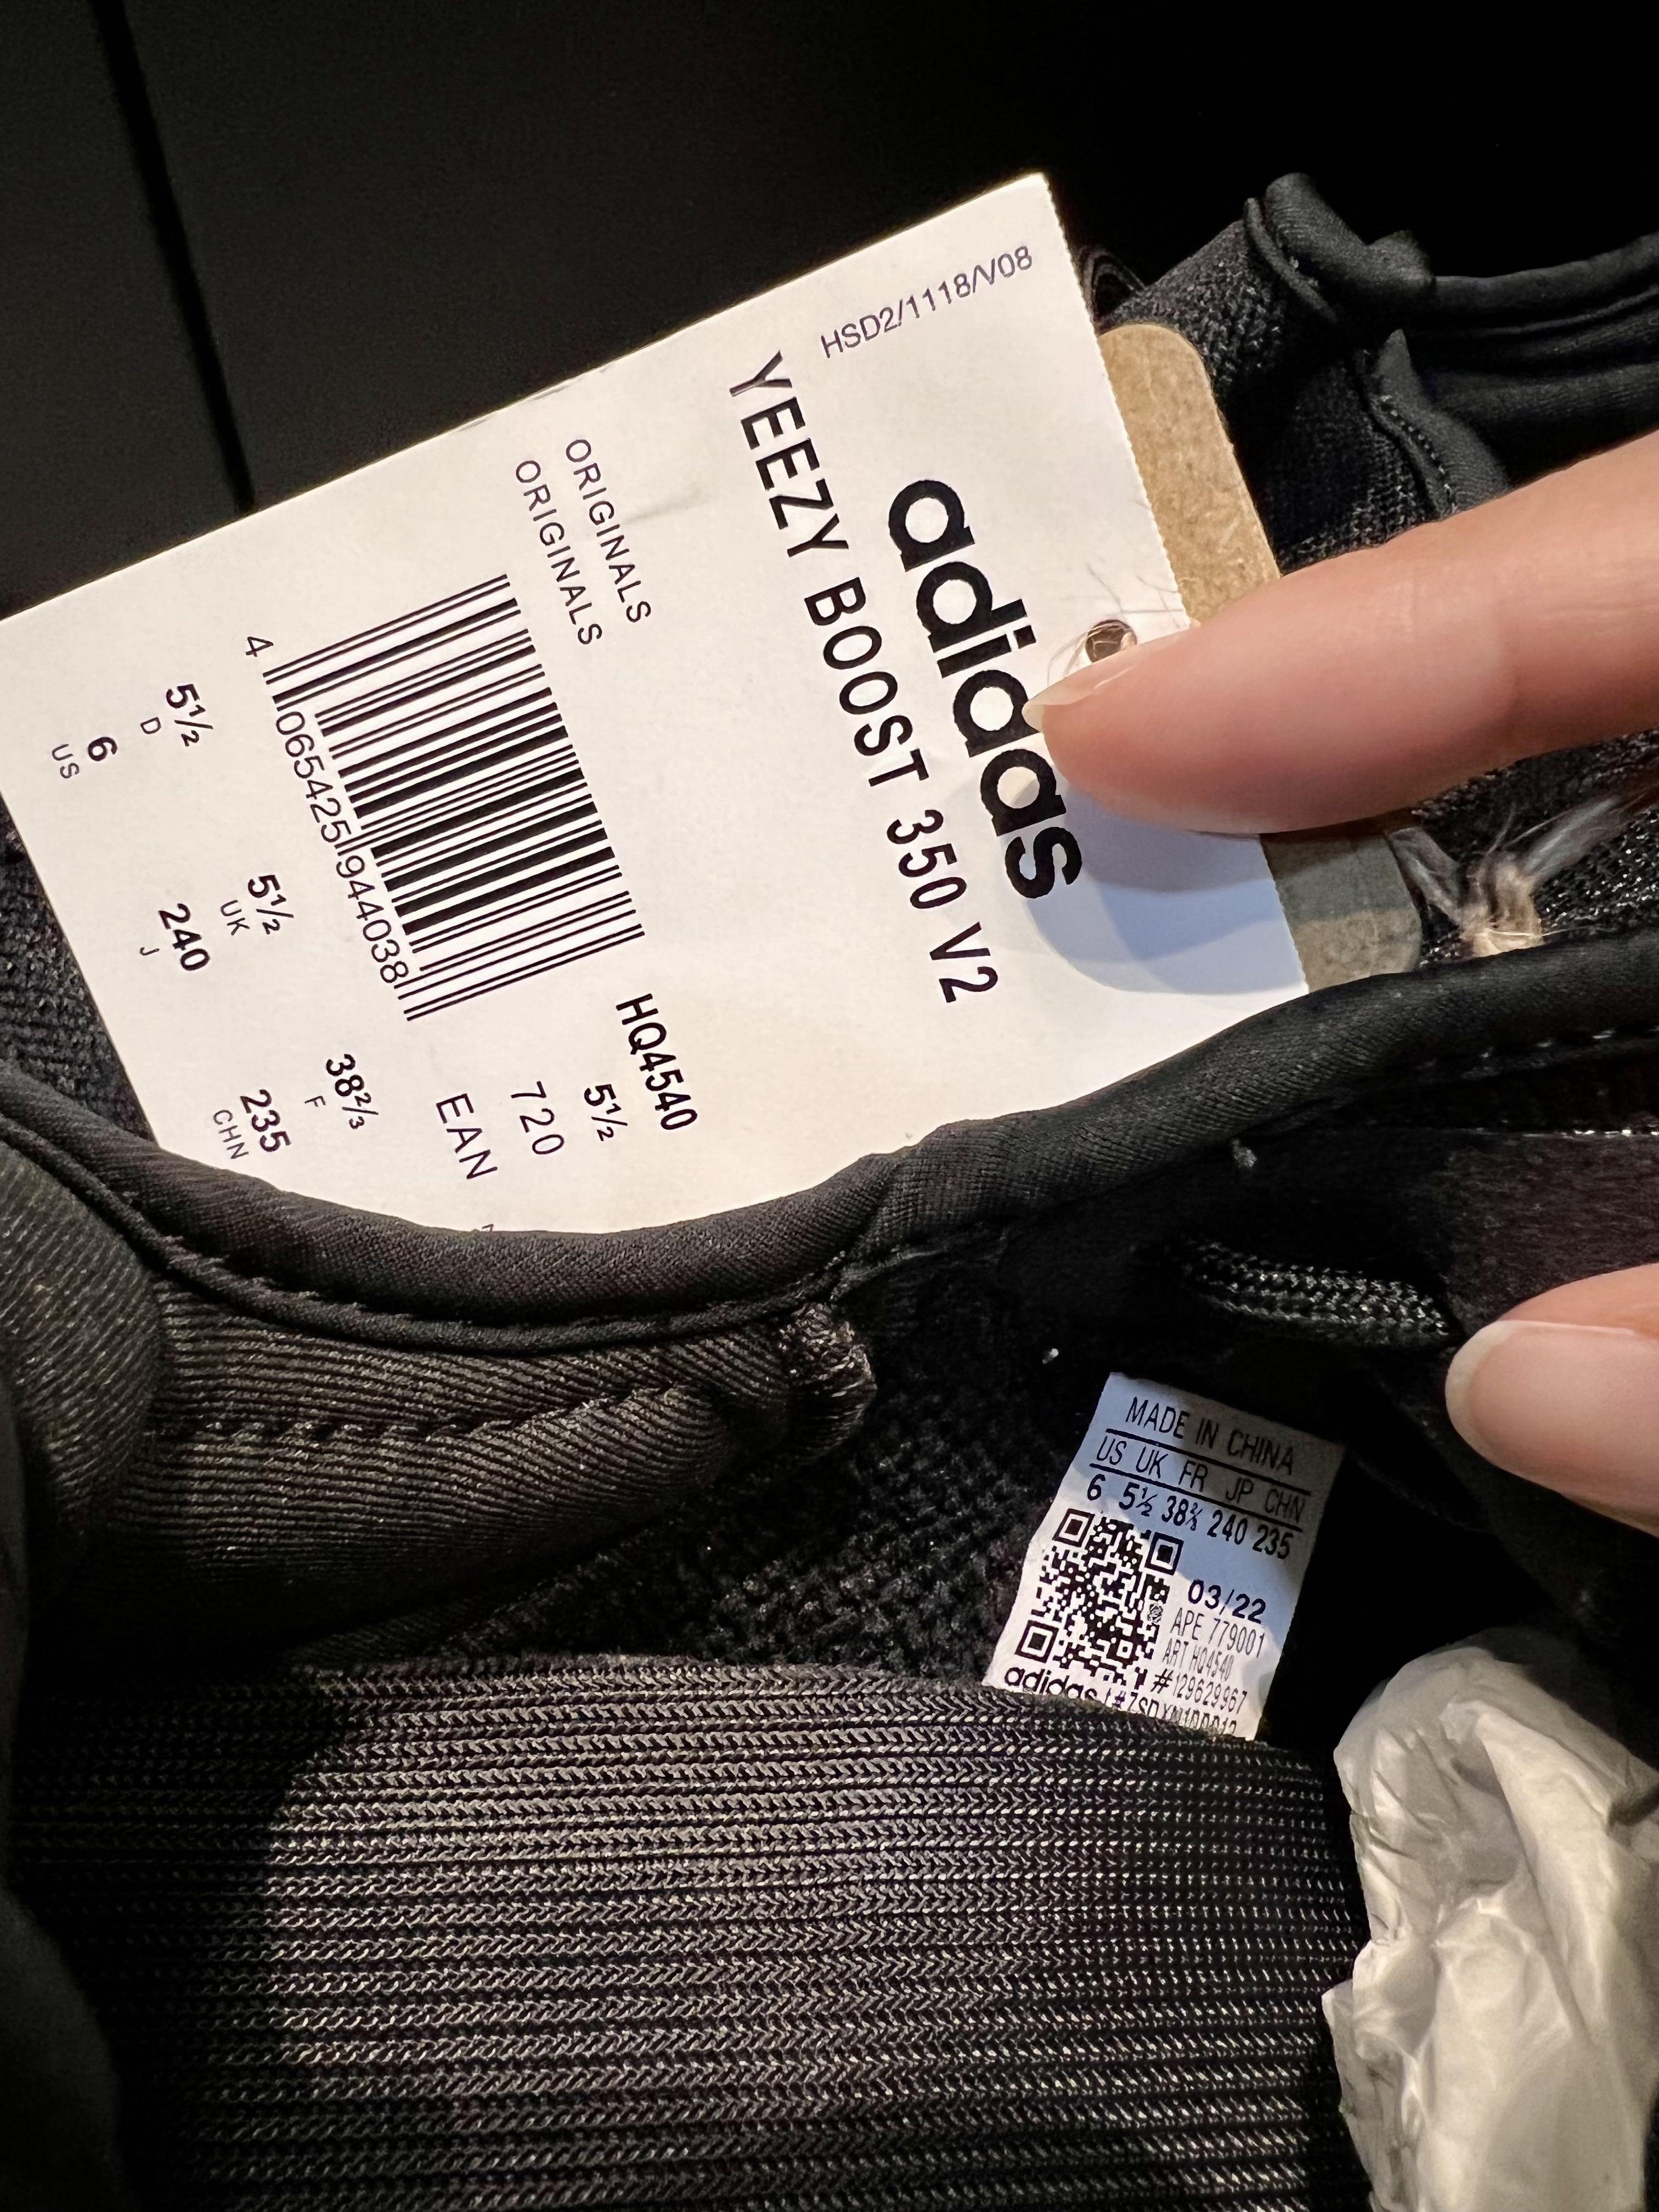 HSD2/1118/V08
adidas
YEEZY BOOST 350 V2
ORIGINALS
ORIGINALS
HQ4540
5½
720
EAN
4 065425 944038
5½ 5½ 38⅔
D UK F
6 240 235
US J CHN
MADE IN CHINA
US UK FR JP CHN
6 5½ 38⅔ 240 235
03/22
APE 779001
ART HQ4540
#129629967
adidas